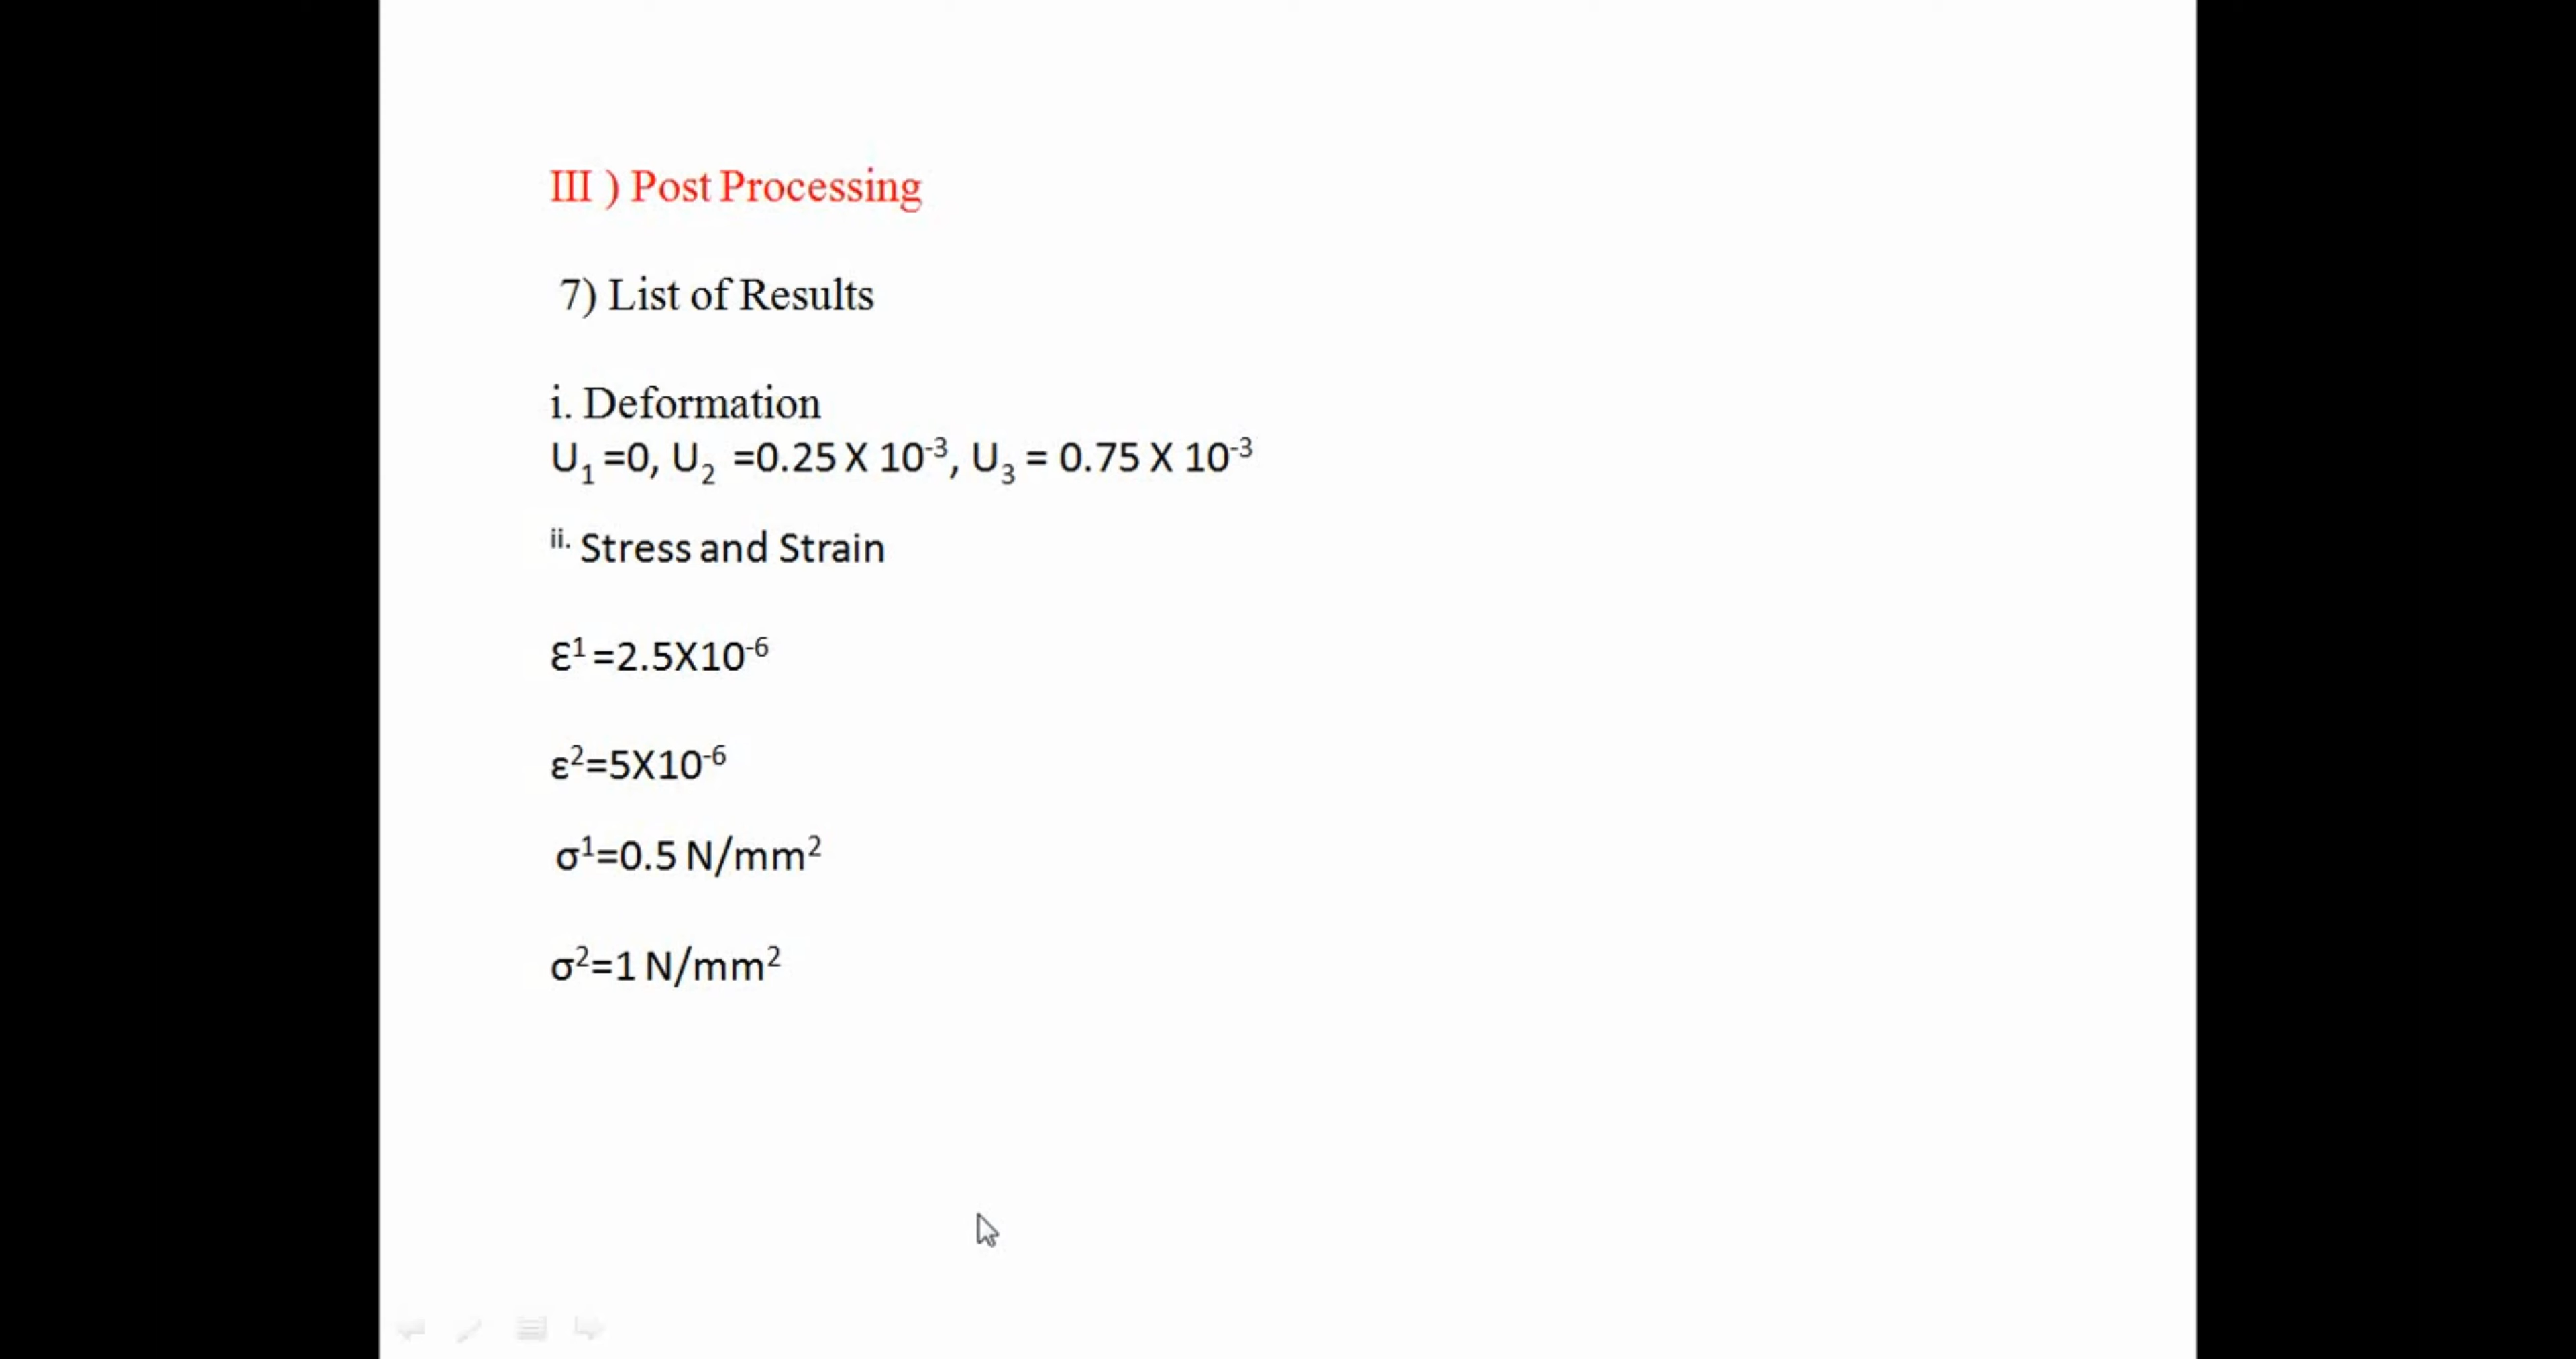 III ) Post Processing
7) List of Results
i. Deformation
U₁ =0, U₂ =0.25 X 10⁻³, U₃ = 0.75 X 10⁻³
ii. Stress and Strain
Ɛ¹ =2.5X10⁻⁶
ε²=5X10⁻⁶
σ¹=0.5 N/mm²
σ²=1 N/mm²